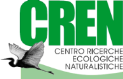 CREN
CENTRO RICERCHE
ECOLOGICHE
NATURALISTICHE